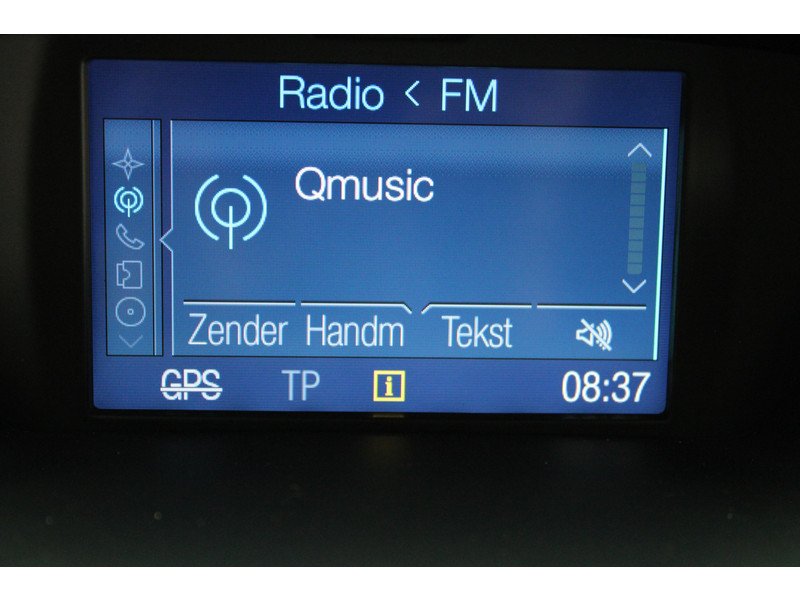 Radio < FM
Qmusic
Zender Handm Tekst
GPS TP i 08:37